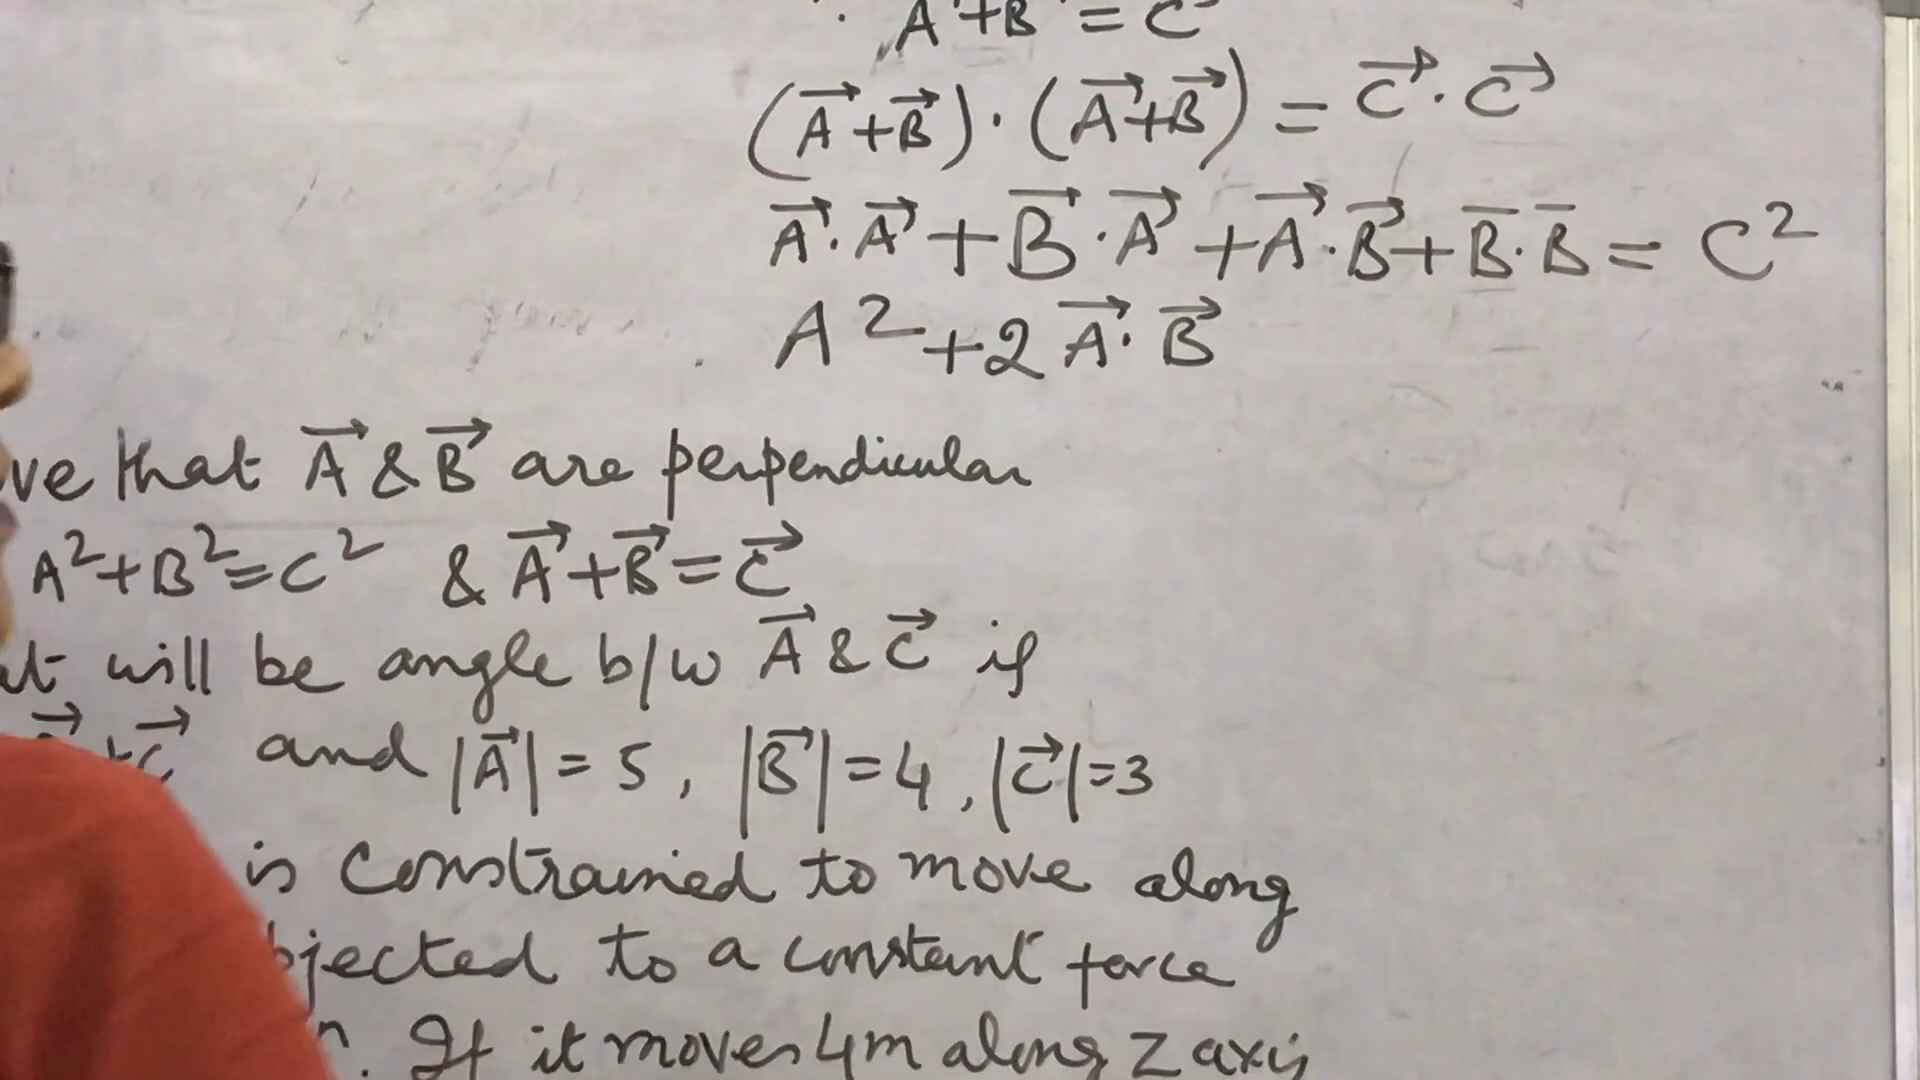 ∴ A⃗+B⃗ = C⃗
(A⃗+B⃗)·(A⃗+B⃗) = C⃗·C⃗
A⃗·A⃗ + B⃗·A⃗ + A⃗·B⃗ + B̅·B̅ = C²
A² + 2A⃗·B⃗
ve that A⃗ & B⃗ are perpendicular
A²+B²=C² & A⃗+B⃗=C⃗
at will be angle b/w A⃗ & C⃗ if
+C⃗ and |A⃗| = 5, |B⃗| = 4, |C⃗|=3
is constrained to move along
bjected to a constant force
n. If it moves 4m along Z axis